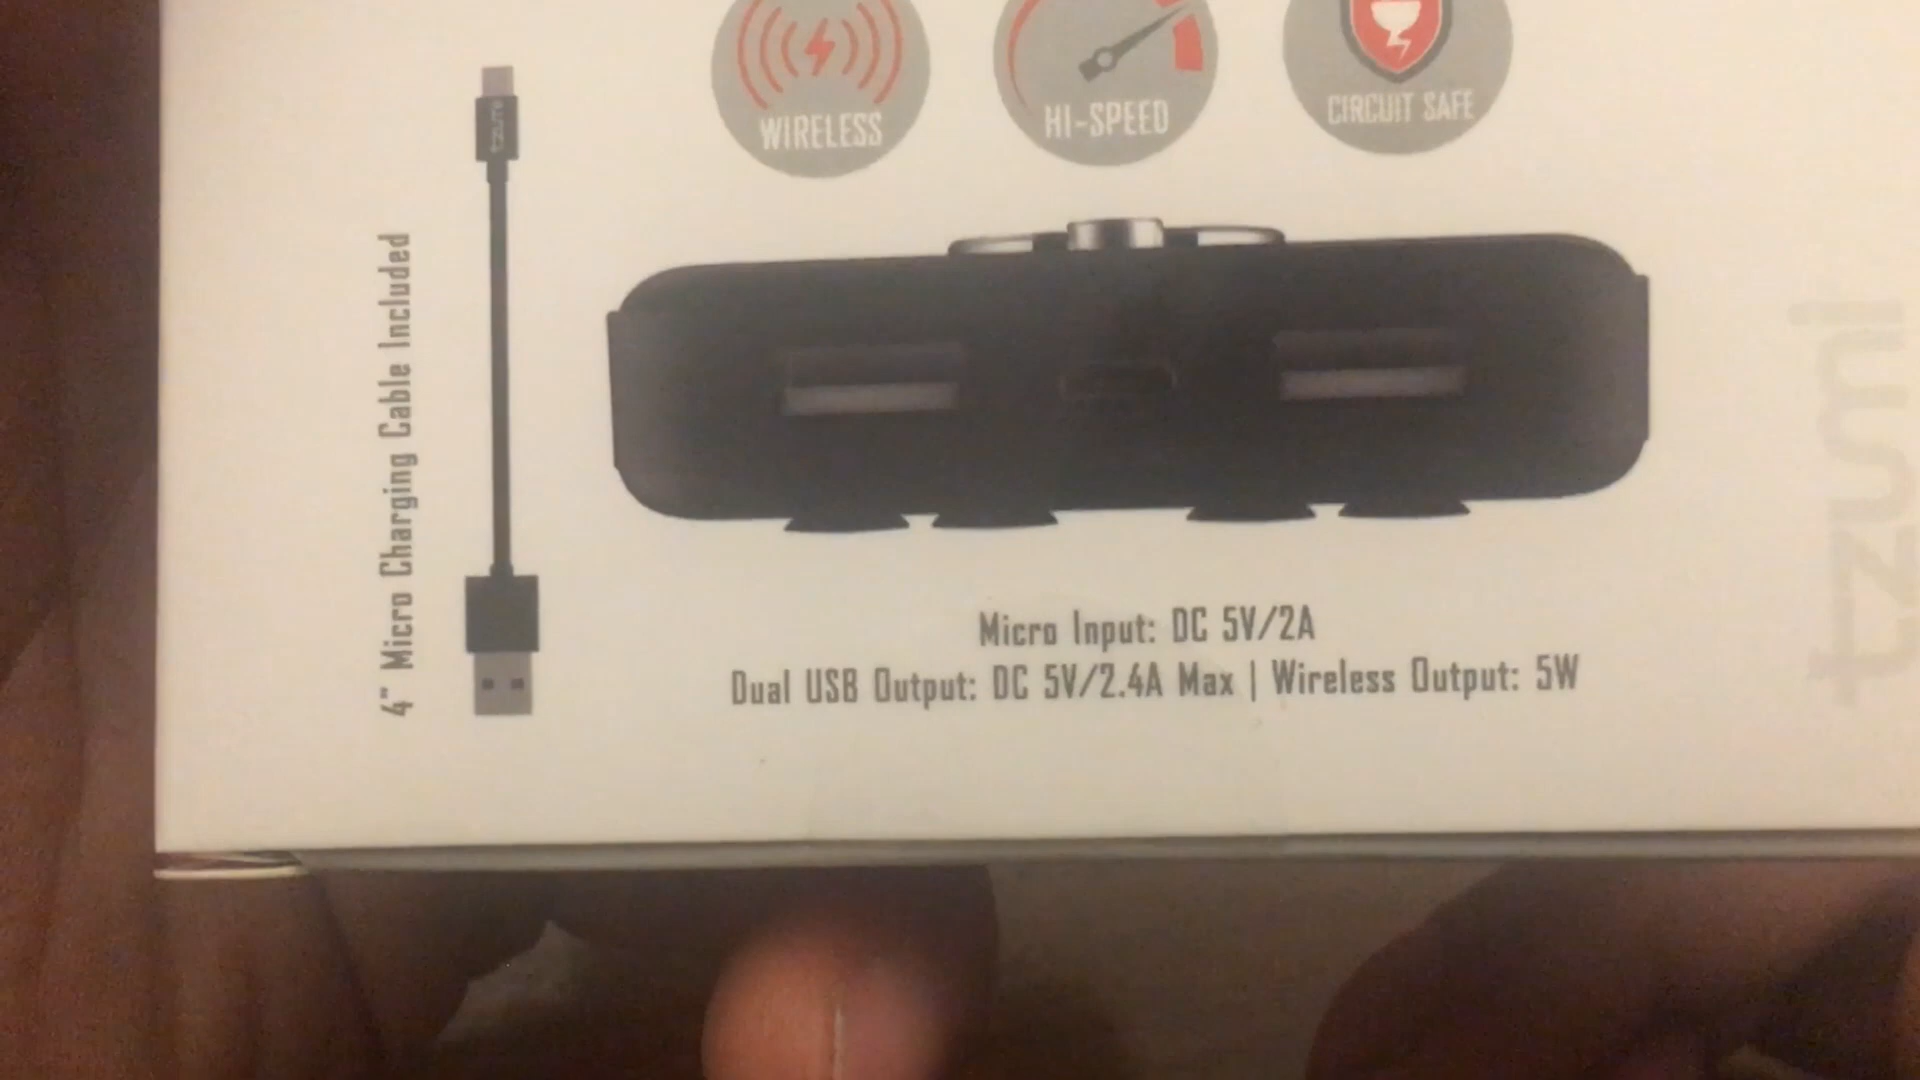 WIRELESS
HI-SPEED
CIRCUIT SAFE
tzumi
4" Micro Charging Cable Included
Micro Input: DC 5V/2A
Dual USB Output: DC 5V/2.4A Max | Wireless Output: 5W
tzumi